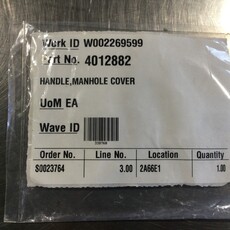 Work ID W002269599
Part No. 4012882
HANDLE,MANHOLE COVER
UoM EA
Wave ID
Order No. Line No. Location Quantity
S0023764 3.00 2A66E1 1.00